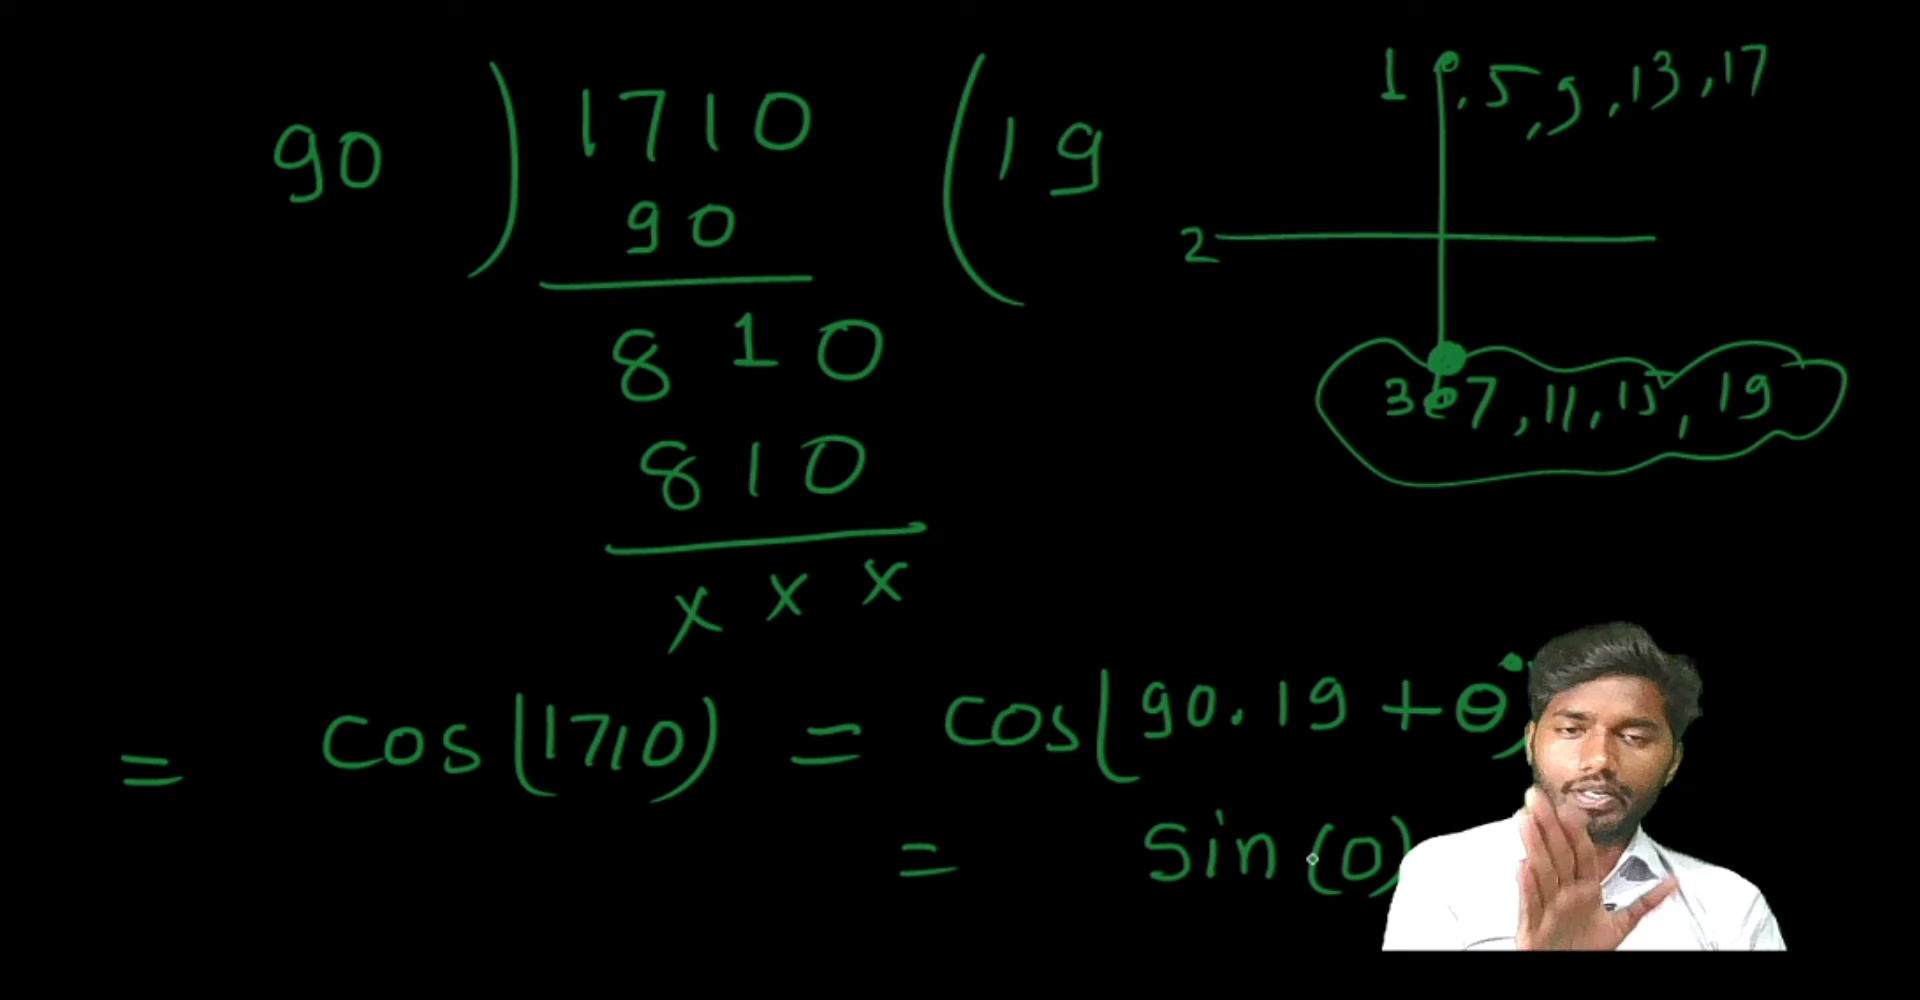 90 ) 1710 ( 19
90
810
810
x x x
1, 5, 9, 13, 17
2
3 7, 11, 15, 19
= cos(1710) = cos(90.19 + θ°)
= sin(0)